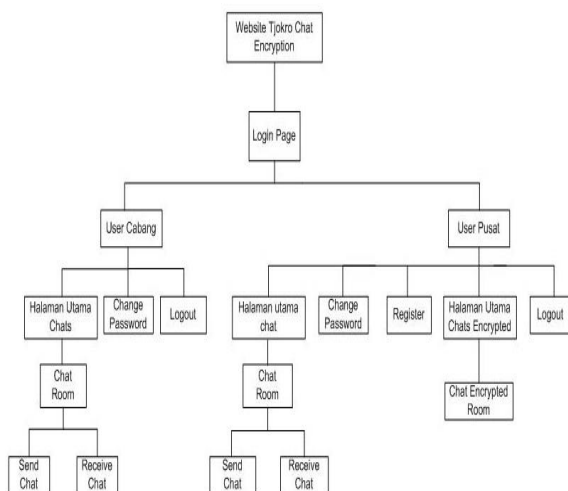 Website Tjokro Chat
Encryption
Login Page
User Cabang
User Pusat
Halaman Utama
Chats
Change
Password
Logout
Halaman utama
chat
Change
Password
Register
Halaman Utama
Chats Encrypted
Logout
Chat
Room
Chat
Room
Chat Encrypted
Room
Send
Chat
Receive
Chat
Send
Chat
Receive
Chat